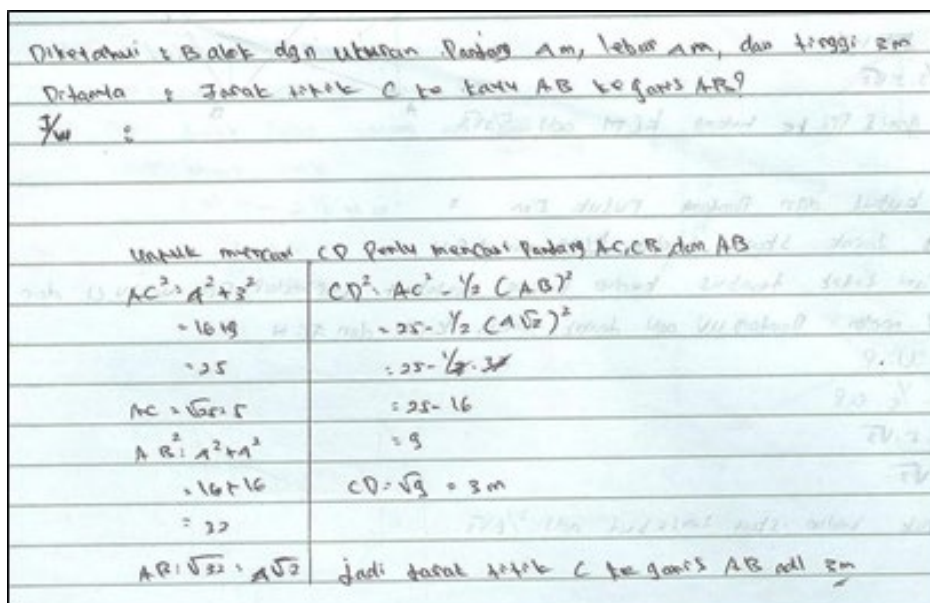 Diketahui : Balok dgn ukuran Panjang 4m, lebar 4m, dan tinggi 3m
Ditanya : Jarak titik C ke kayu AB ke garis AB?
Jw :
Untuk mencari CD Perlu mencari Panjang AC, CB, dan AB
AC² = 4² + 3²
= 16 + 9
= 25
AC = √25 = 5
AB² = 4² + 4²
= 16 + 16
= 32
AB = √32 = 4√2
CD² = AC² - 1/2 (AB)²
= 25 - 1/2 (4√2)²
= 25 - 1/2 . 32
= 25 - 16
= 9
CD = √9 = 3m
jadi jarak titik C ke garis AB adl 3m